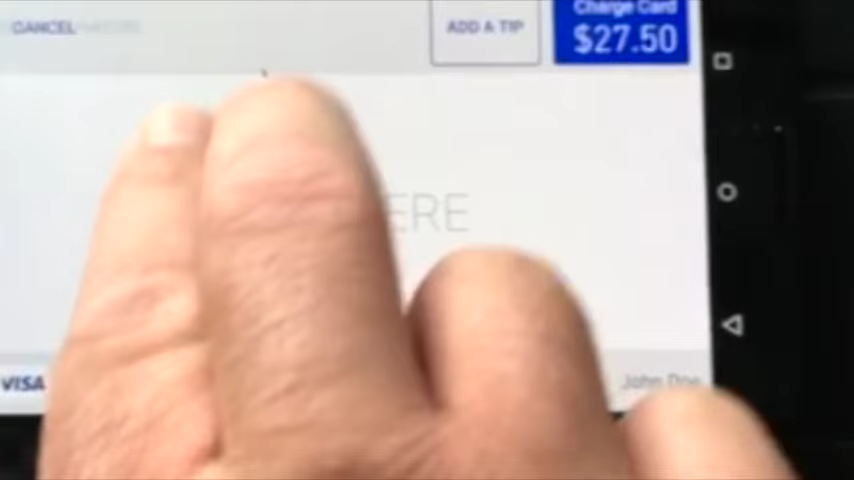 CANCEL
ADD A TIP
Charge Card
$27.50
ERE
VISA
John Doe